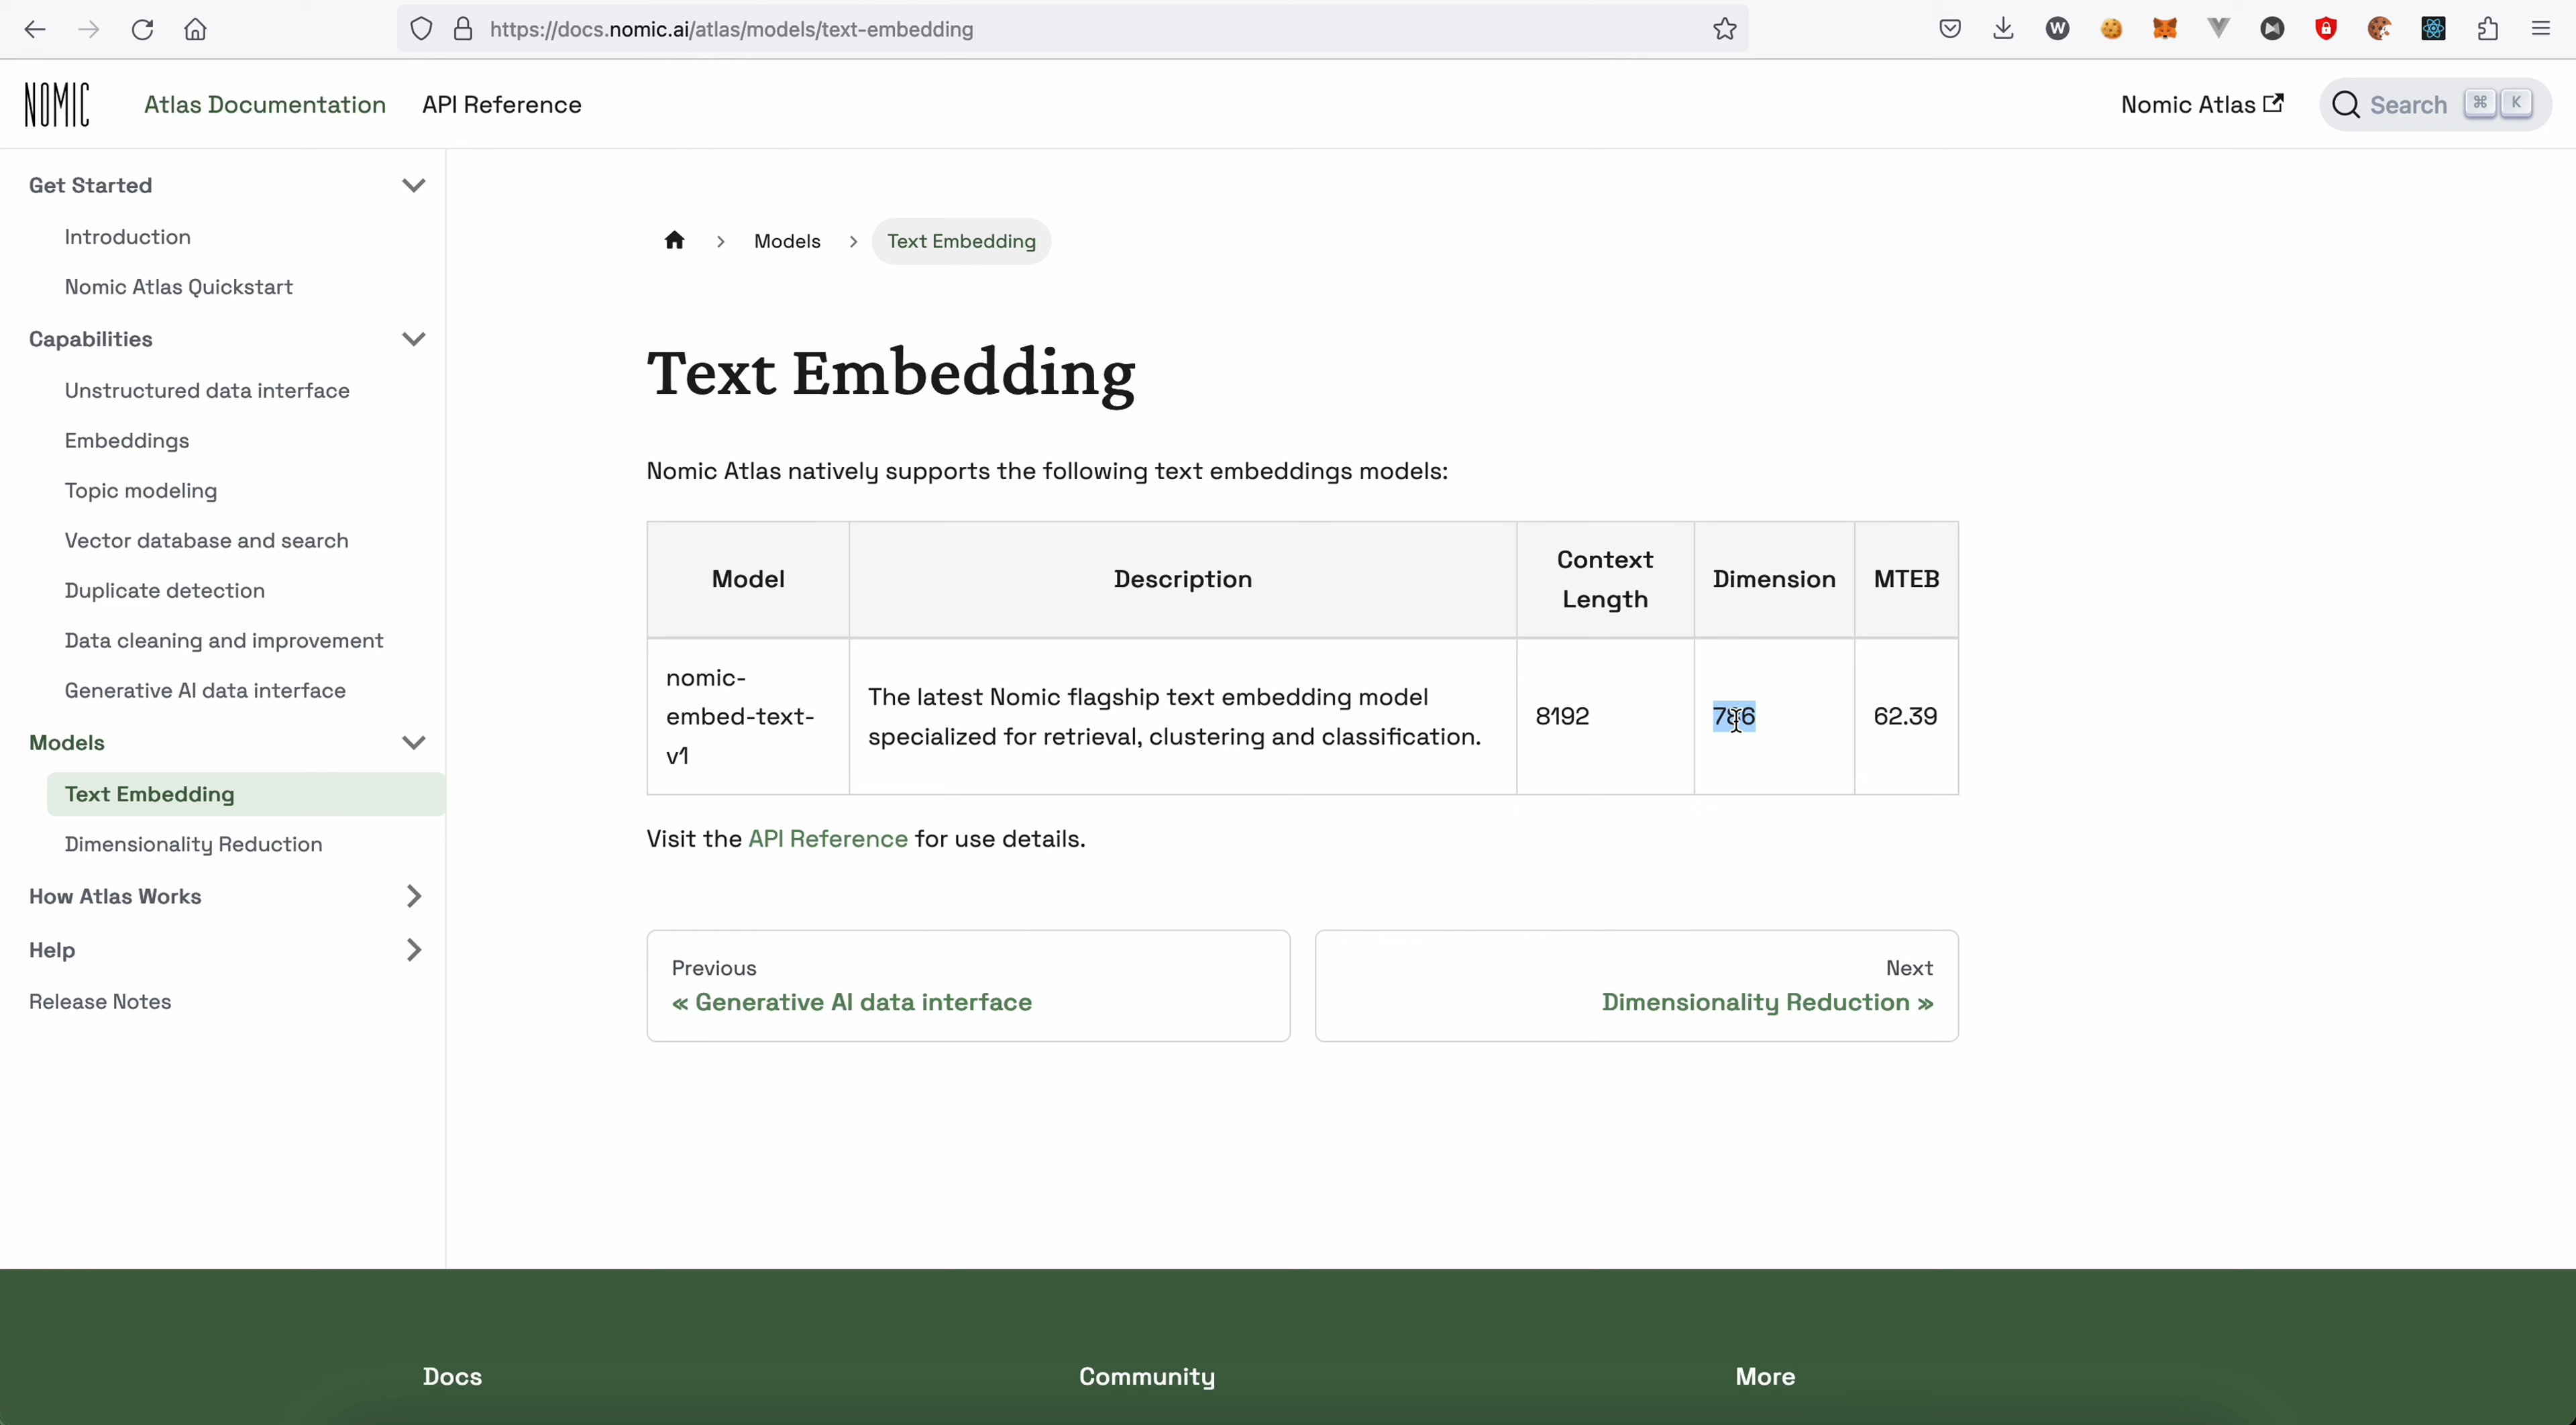 https://docs.nomic.ai/atlas/models/text-embedding
NOMIC
Atlas Documentation
API Reference
Nomic Atlas
Search
⌘ K
Get Started
Introduction
Nomic Atlas Quickstart
Capabilities
Unstructured data interface
Embeddings
Topic modeling
Vector database and search
Duplicate detection
Data cleaning and improvement
Generative AI data interface
Models
Text Embedding
Dimensionality Reduction
How Atlas Works
Help
Release Notes
Models
Text Embedding
Text Embedding
Nomic Atlas natively supports the following text embeddings models:
Model
Description
Context
Length
Dimension
MTEB
nomic-
embed-text-
v1
The latest Nomic flagship text embedding model
specialized for retrieval, clustering and classification.
8192
786
62.39
Visit the API Reference for use details.
Previous
« Generative AI data interface
Next
Dimensionality Reduction »
Docs
Community
More